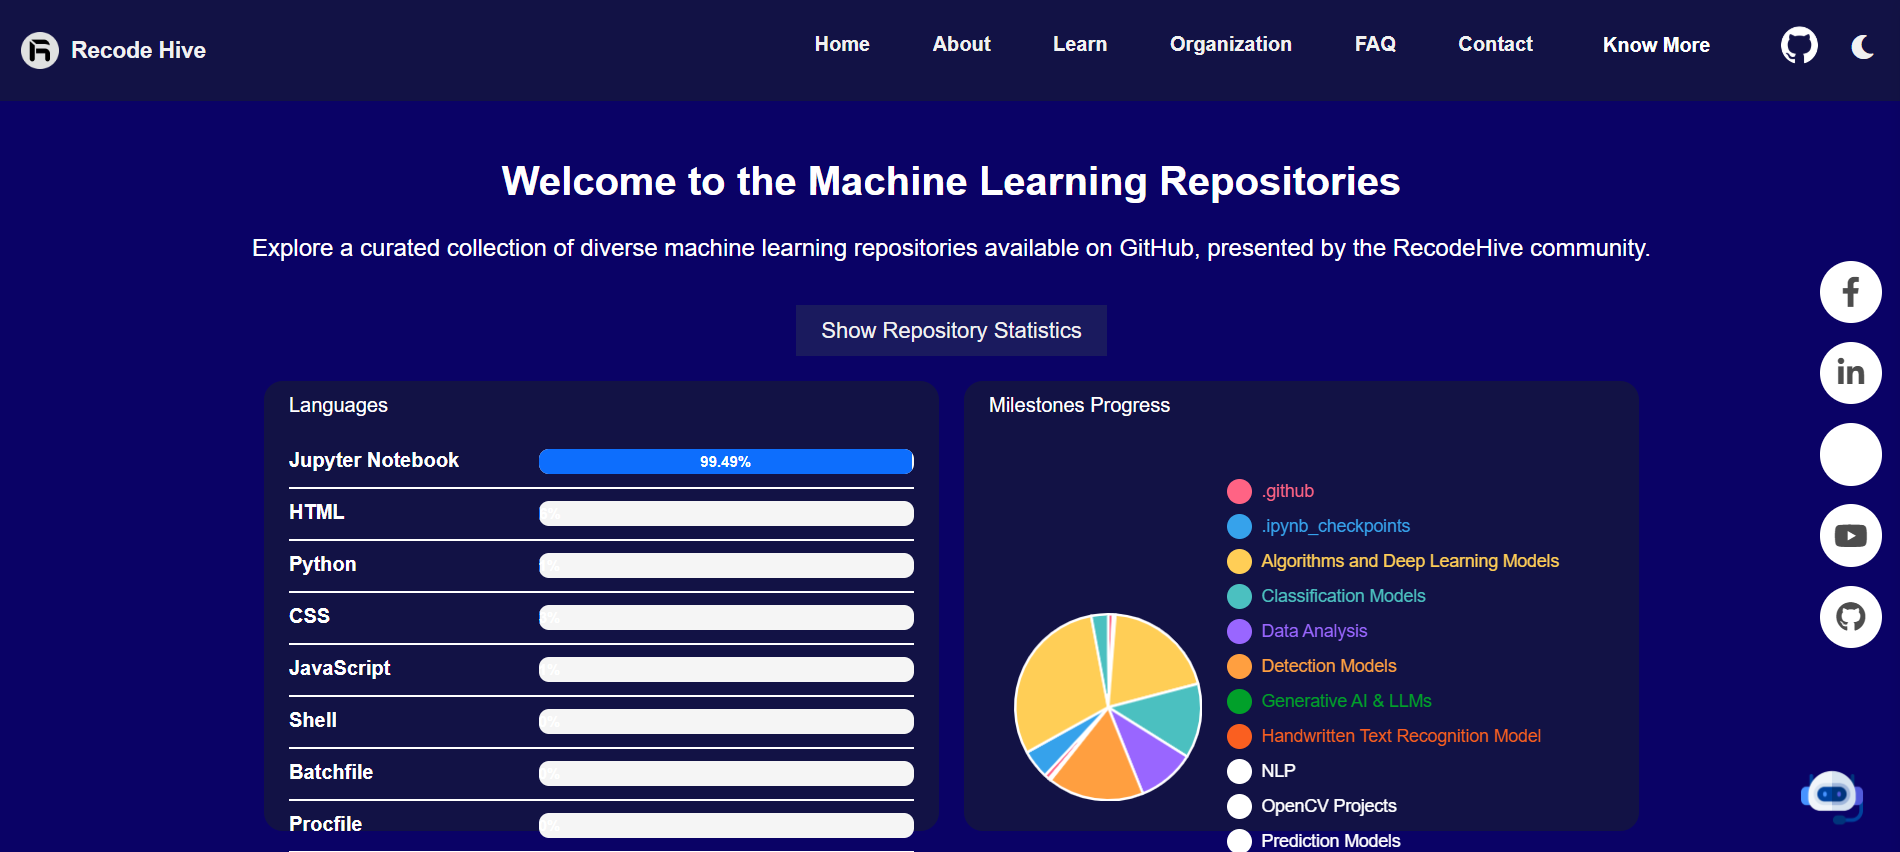 Recode Hive
Home About Learn Organization FAQ Contact Know More
Welcome to the Machine Learning Repositories
Explore a curated collection of diverse machine learning repositories available on GitHub, presented by the RecodeHive community.
Show Repository Statistics
Languages
Jupyter Notebook 99.49%
HTML
Python
CSS
JavaScript
Shell
Batchfile
Procfile
Milestones Progress
.github
.ipynb_checkpoints
Algorithms and Deep Learning Models
Classification Models
Data Analysis
Detection Models
Generative AI & LLMs
Handwritten Text Recognition Model
NLP
OpenCV Projects
Prediction Models